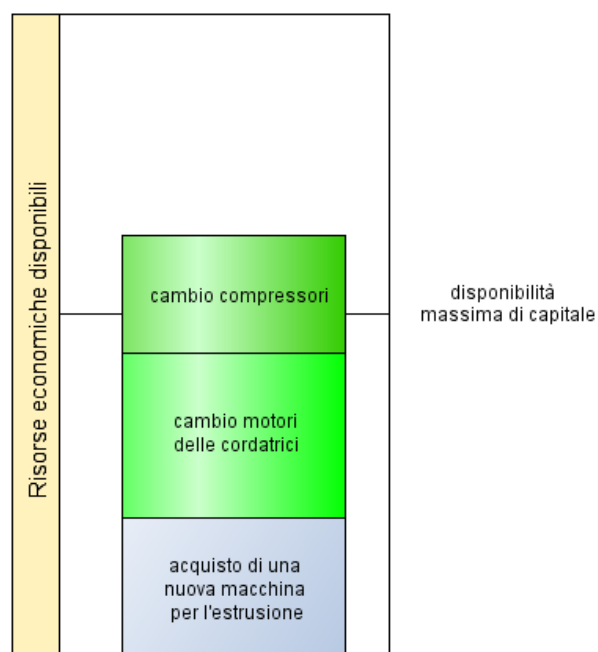 Risorse economiche disponibili
cambio compressori
disponibilità
massima di capitale
cambio motori
delle cordatrici
acquisto di una
nuova macchina
per l'estrusione